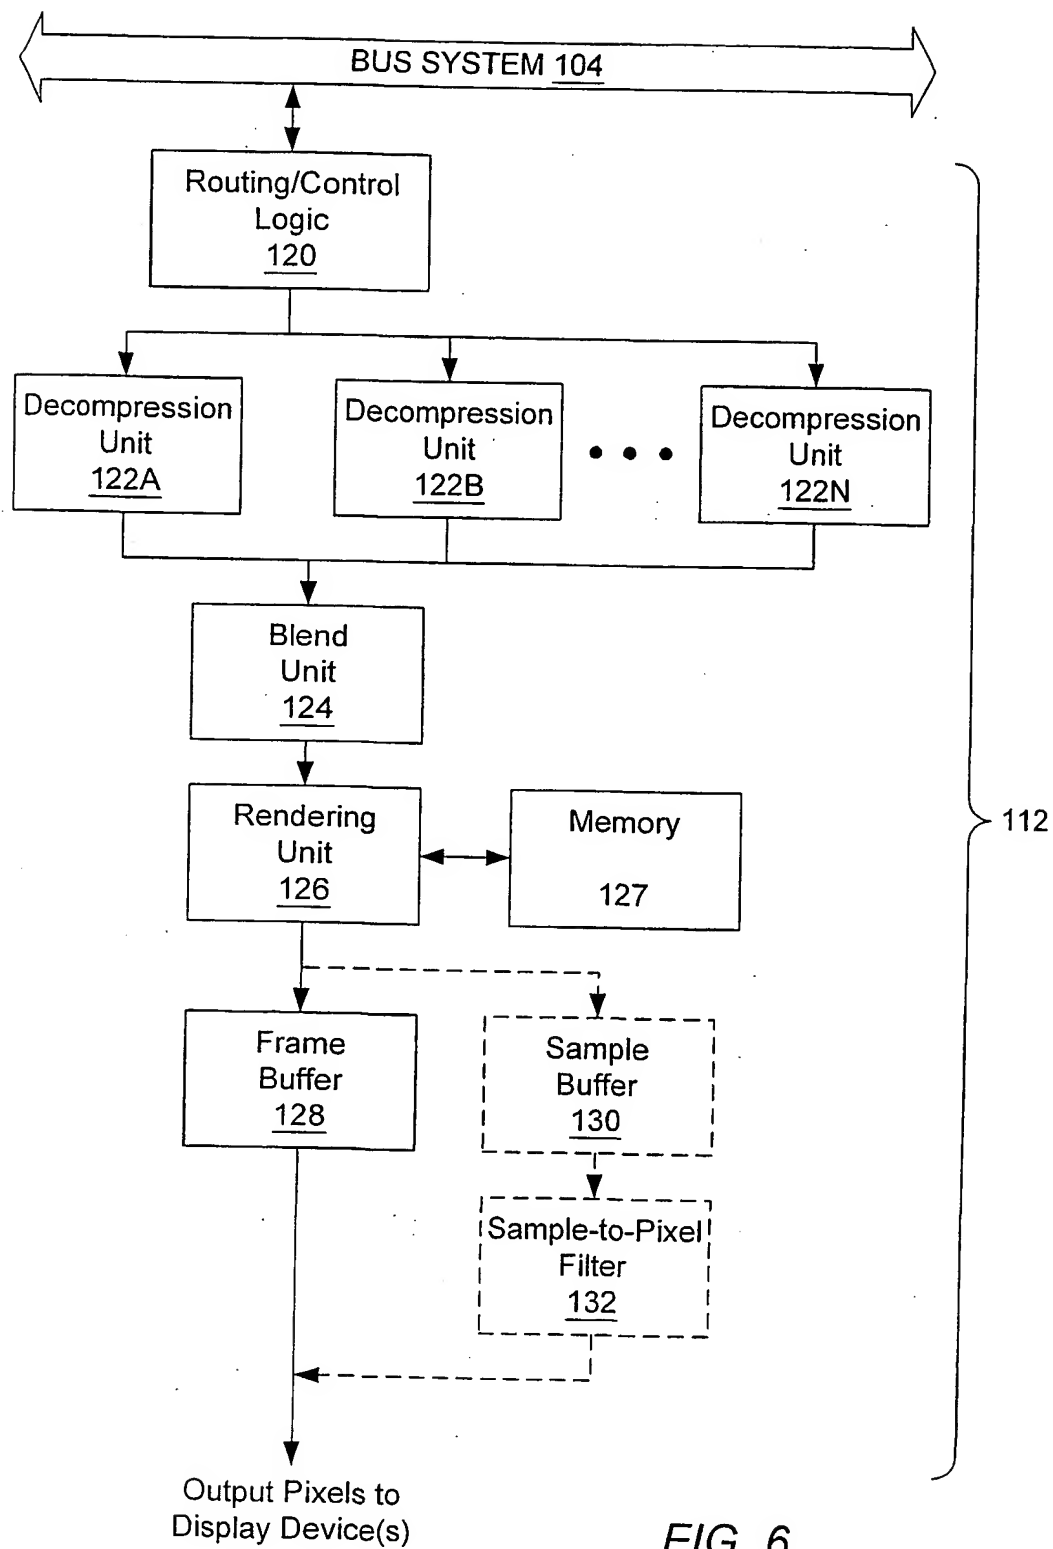 BUS SYSTEM 104
Routing/Control
Logic
120
Decompression
Unit
122A
Decompression
Unit
122B
Decompression
Unit
122N
Blend
Unit
124
Rendering
Unit
126
Memory
127
112
Frame
Buffer
128
Sample
Buffer
130
Sample-to-Pixel
Filter
132
Output Pixels to
Display Device(s)
FIG. 6